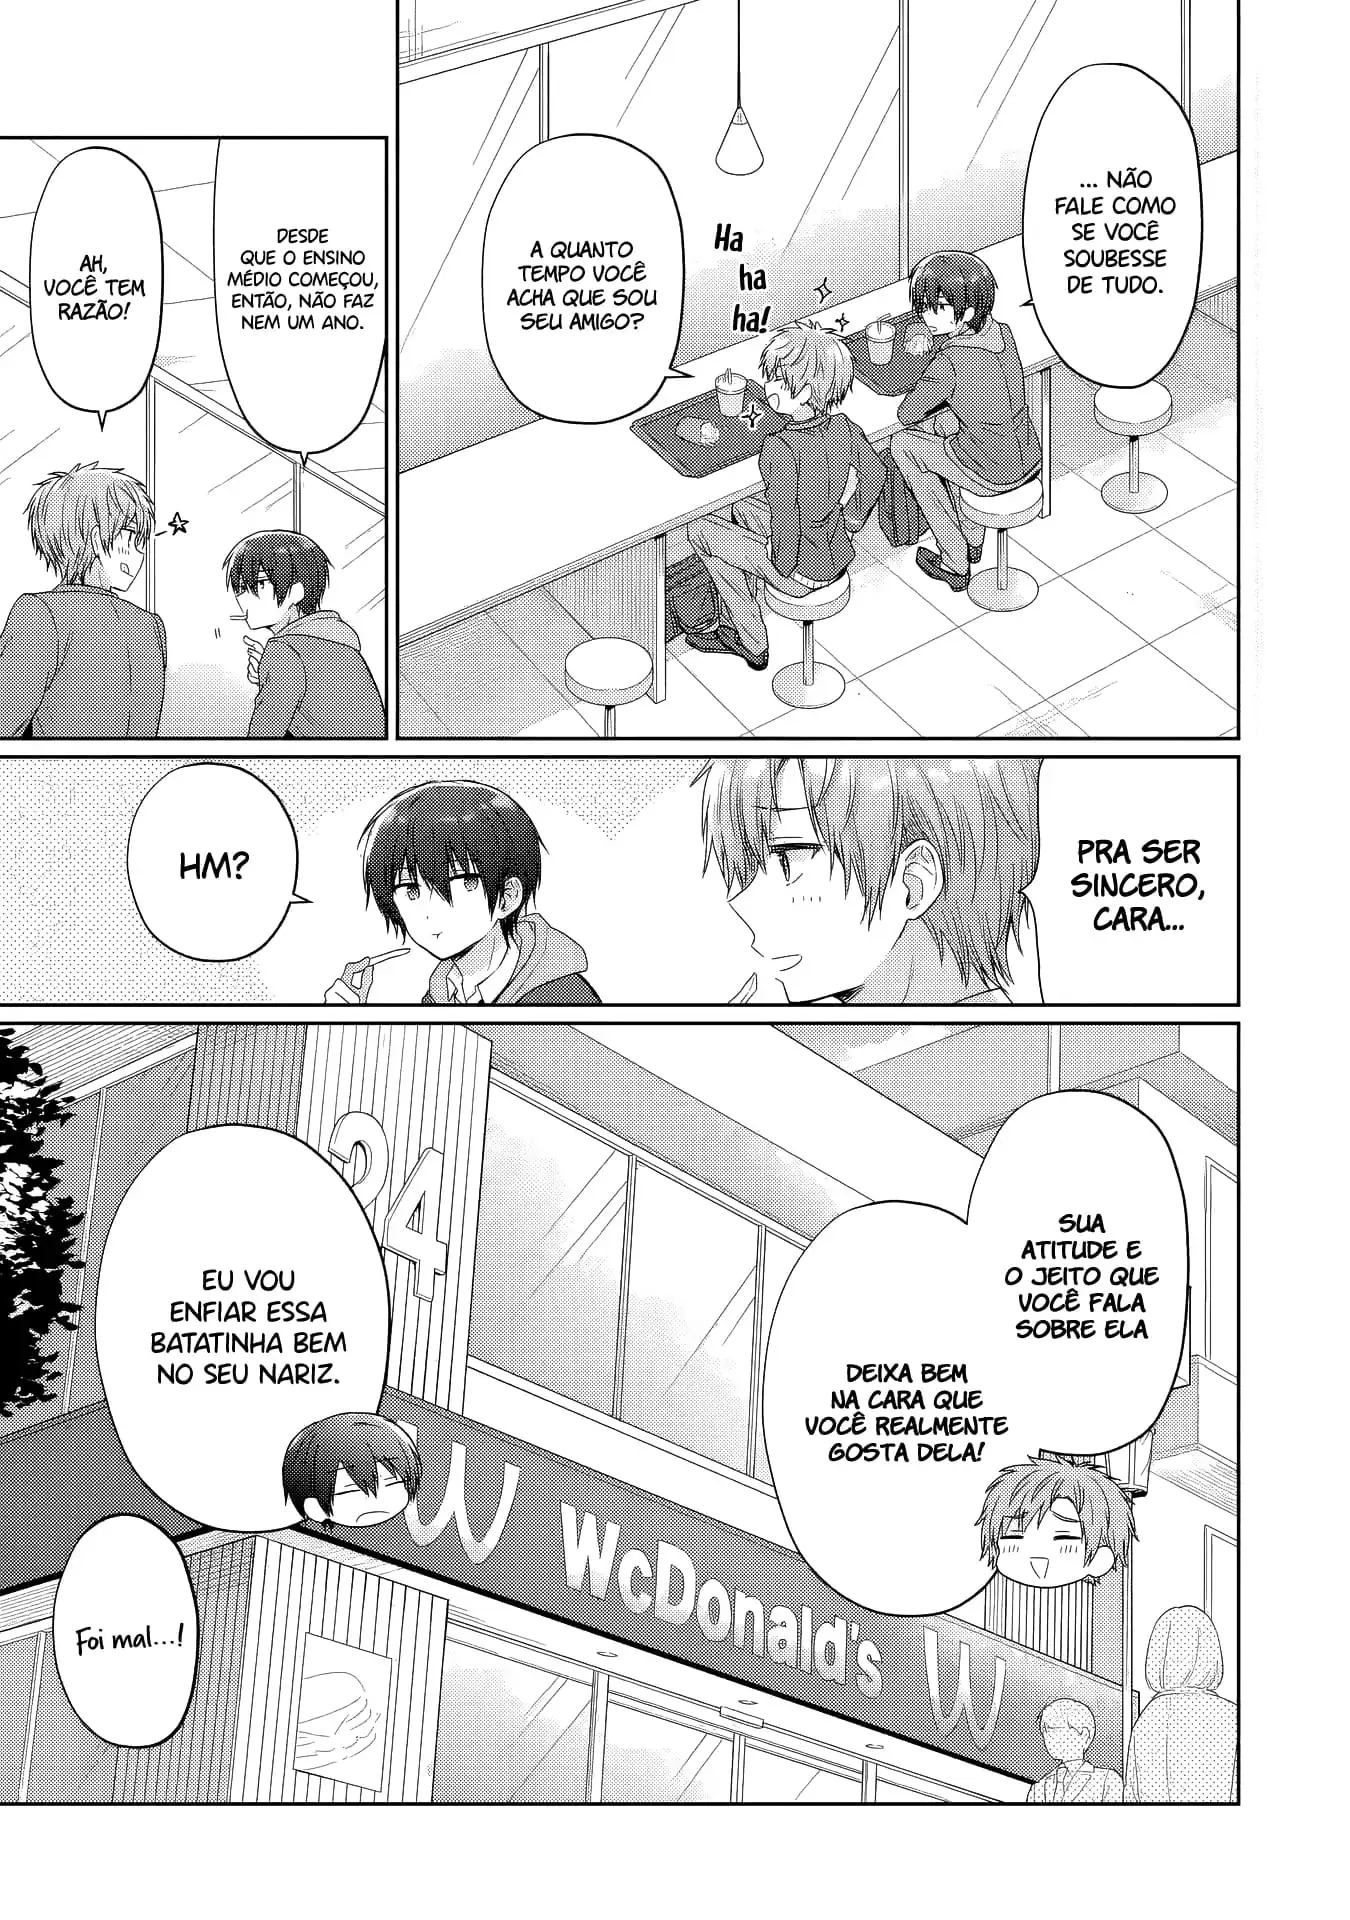 ... NÃO
FALE COMO
SE VOCÊ
SOUBESSE
DE TUDO.
Ha
ha
ha!
A QUANTO
TEMPO VOCÊ
ACHA QUE SOU
SEU AMIGO?
DESDE
QUE O ENSINO
MÉDIO COMEÇOU,
ENTÃO, NÃO FAZ
NEM UM ANO.
AH,
VOCÊ TEM
RAZÃO!
PRA SER
SINCERO,
CARA...
HM?
SUA
ATITUDE E
O JEITO QUE
VOCÊ FALA
SOBRE ELA
DEIXA BEM
NA CARA QUE
VOCÊ REALMENTE
GOSTA DELA!
24
EU VOU
ENFIAR ESSA
BATATINHA BEM
NO SEU NARIZ.
W WcDonald's W
Foi mal...!